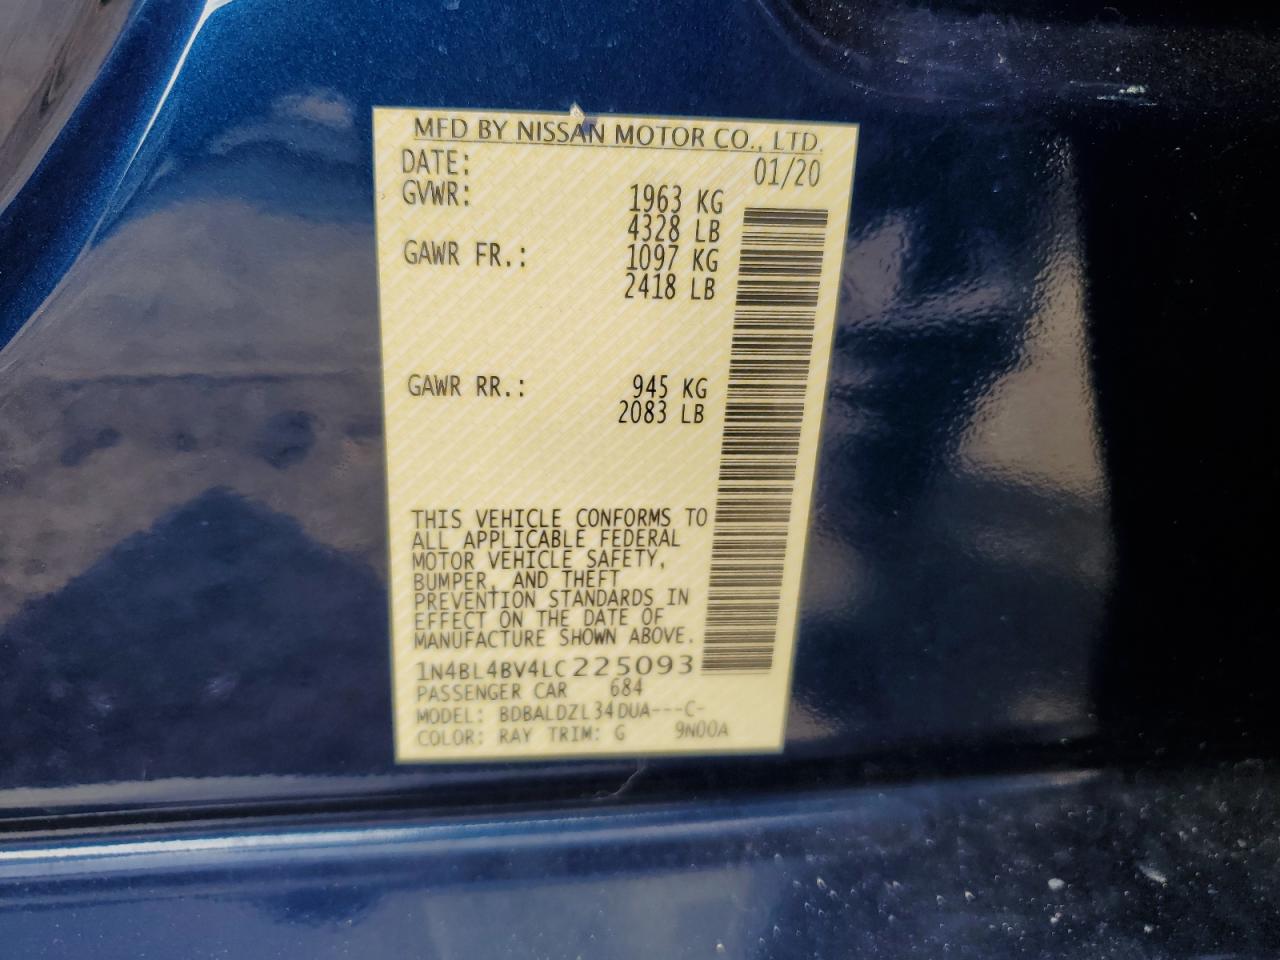 MFD BY NISSAN MOTOR CO., LTD.
DATE: 01/20
GVWR: 1963 KG
4328 LB
GAWR FR.: 1097 KG
2418 LB
GAWR RR.: 945 KG
2083 LB
THIS VEHICLE CONFORMS TO
ALL APPLICABLE FEDERAL
MOTOR VEHICLE SAFETY,
BUMPER, AND THEFT
PREVENTION STANDARDS IN
EFFECT ON THE DATE OF
MANUFACTURE SHOWN ABOVE.
1N4BL4BV4LC225093
PASSENGER CAR 684
MODEL: BDBALDZL34DUA---C-
COLOR: RAY TRIM: G 9N00A